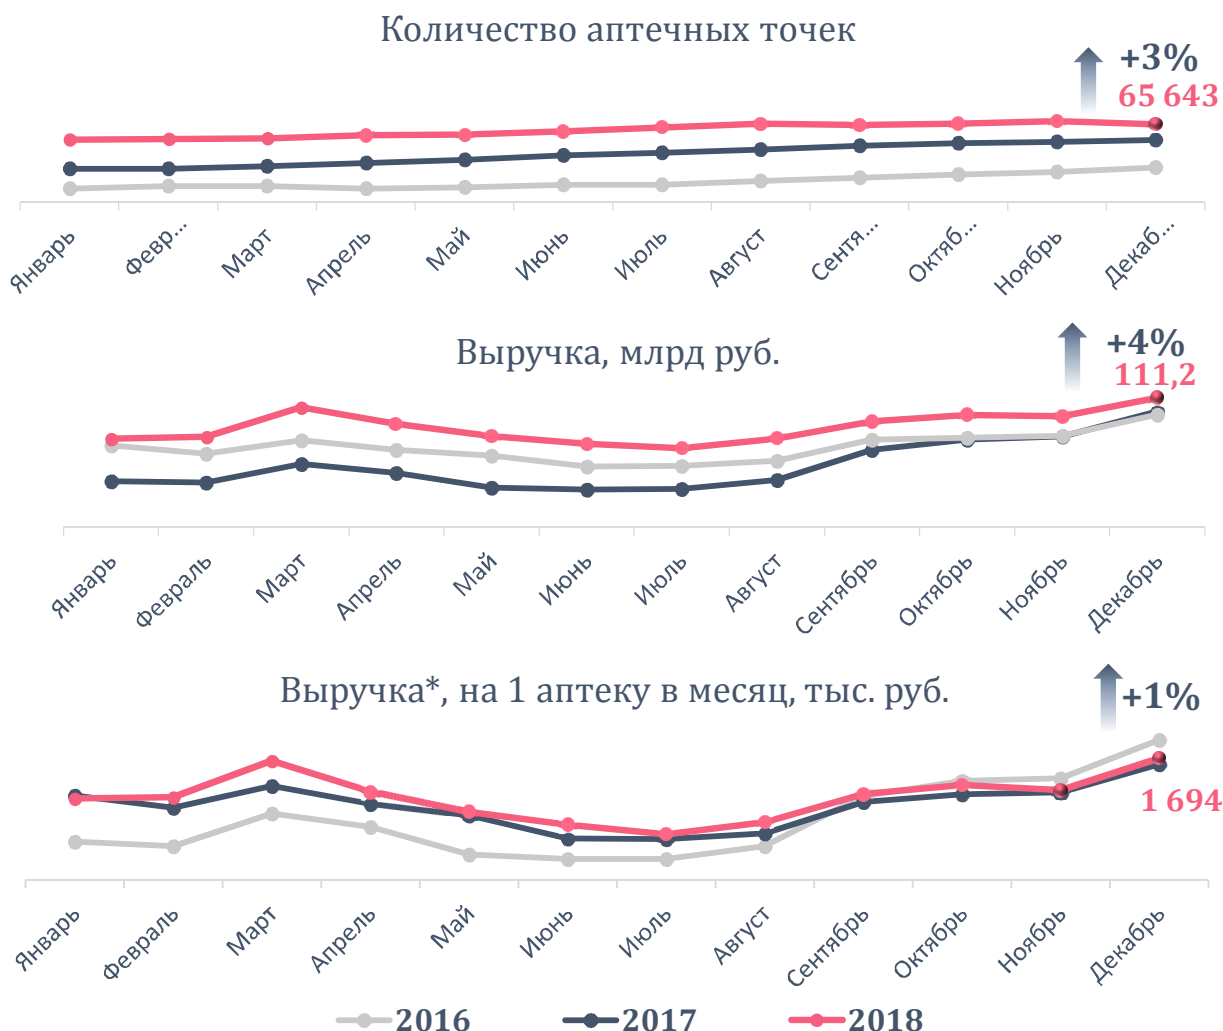 Количество аптечных точек
+3%
65 643
Январь
Февр...
Март
Апрель
Май
Июнь
Июль
Август
Сентя...
Октяб...
Ноябрь
Декаб...
Выручка, млрд руб.
+4%
111,2
Январь
Февраль
Март
Апрель
Май
Июнь
Июль
Август
Сентябрь
Октябрь
Ноябрь
Декабрь
Выручка*, на 1 аптеку в месяц, тыс. руб.
+1%
1 694
Январь
Февраль
Март
Апрель
Май
Июнь
Июль
Август
Сентябрь
Октябрь
Ноябрь
Декабрь
2016 2017 2018